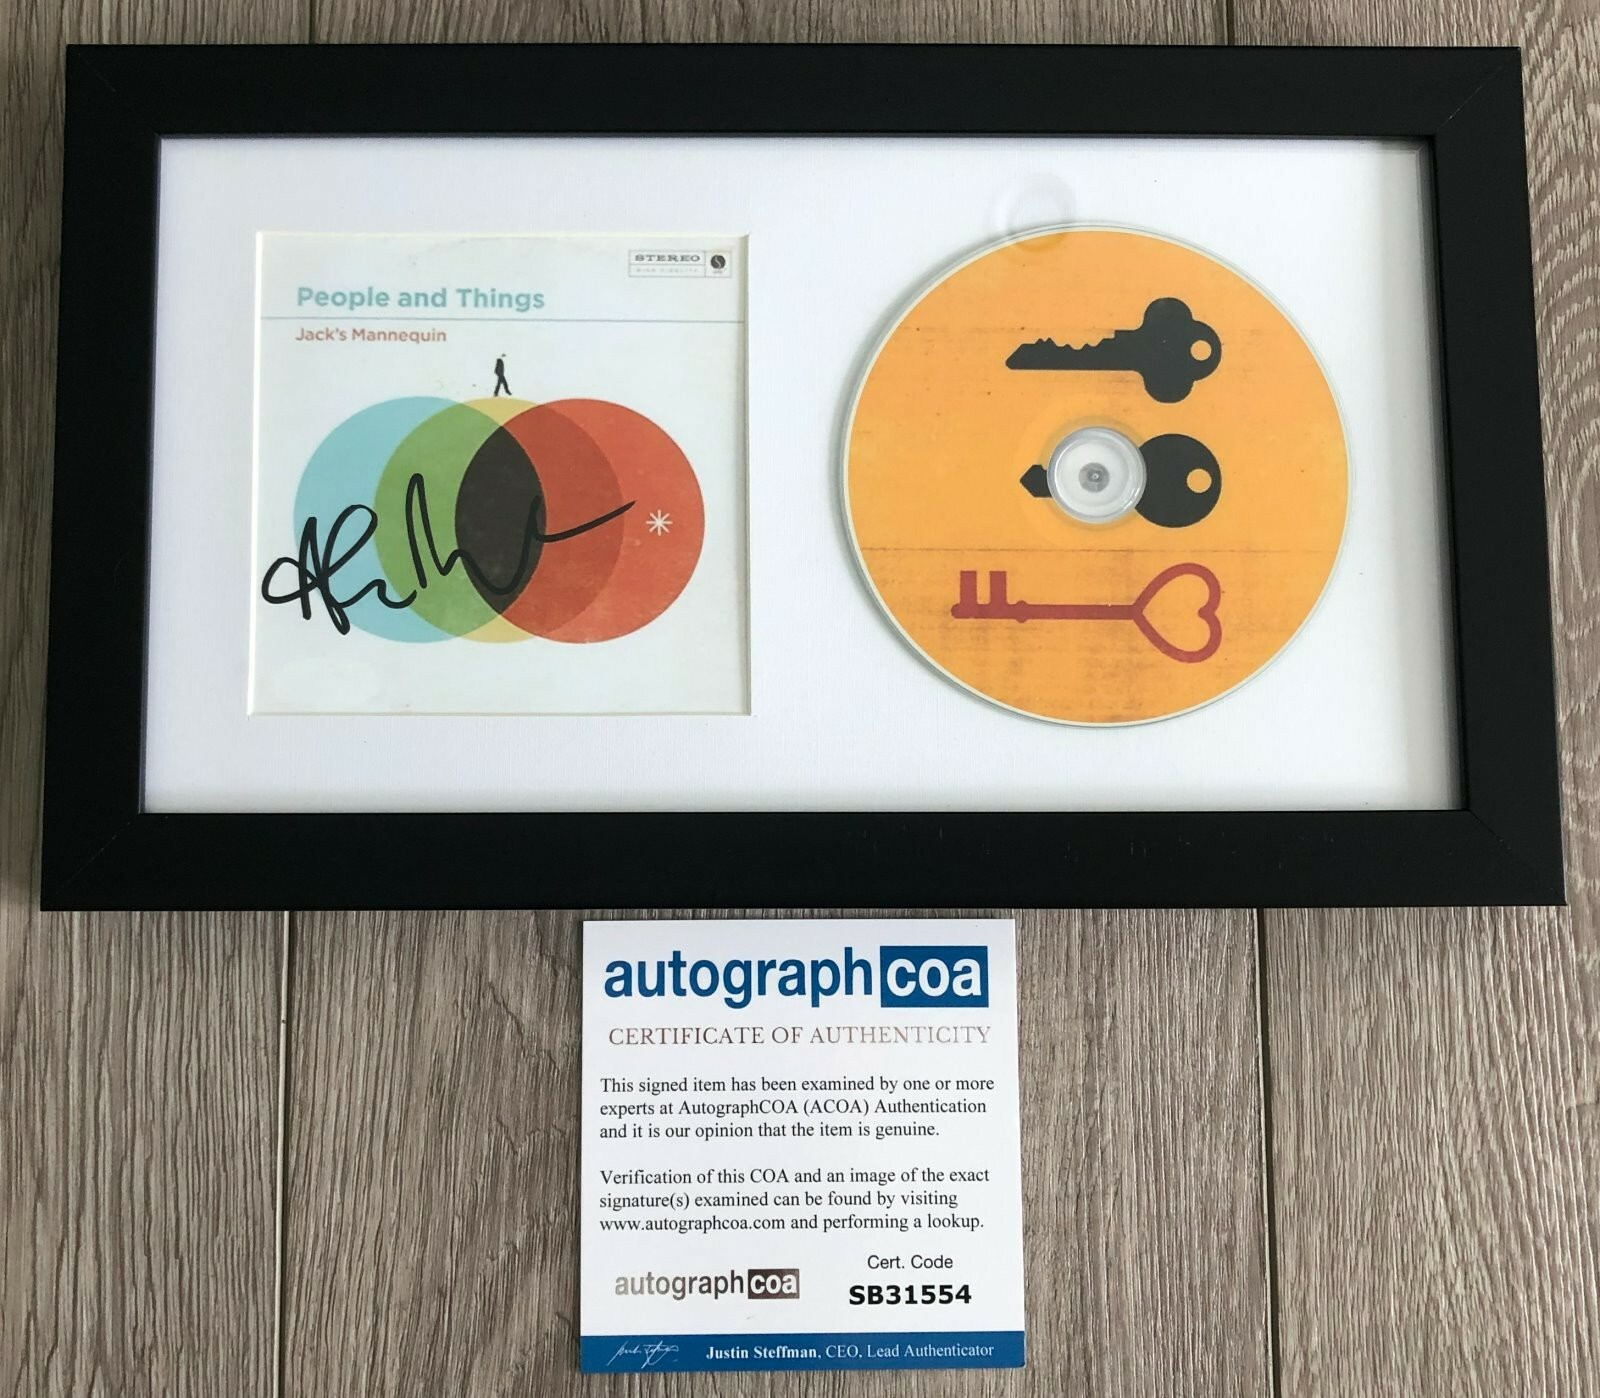 STEREO
HIGH FIDELITY
People and Things
Jack's Mannequin
autographcoa
CERTIFICATE OF AUTHENTICITY
This signed item has been examined by one or more
experts at AutographCOA (ACOA) Authentication
and it is our opinion that the item is genuine.
Verification of this COA and an image of the exact
signature(s) examined can be found by visiting
www.autographcoa.com and performing a lookup.
Cert. Code
autographcoa
SB31554
Justin Steffman, CEO, Lead Authenticator